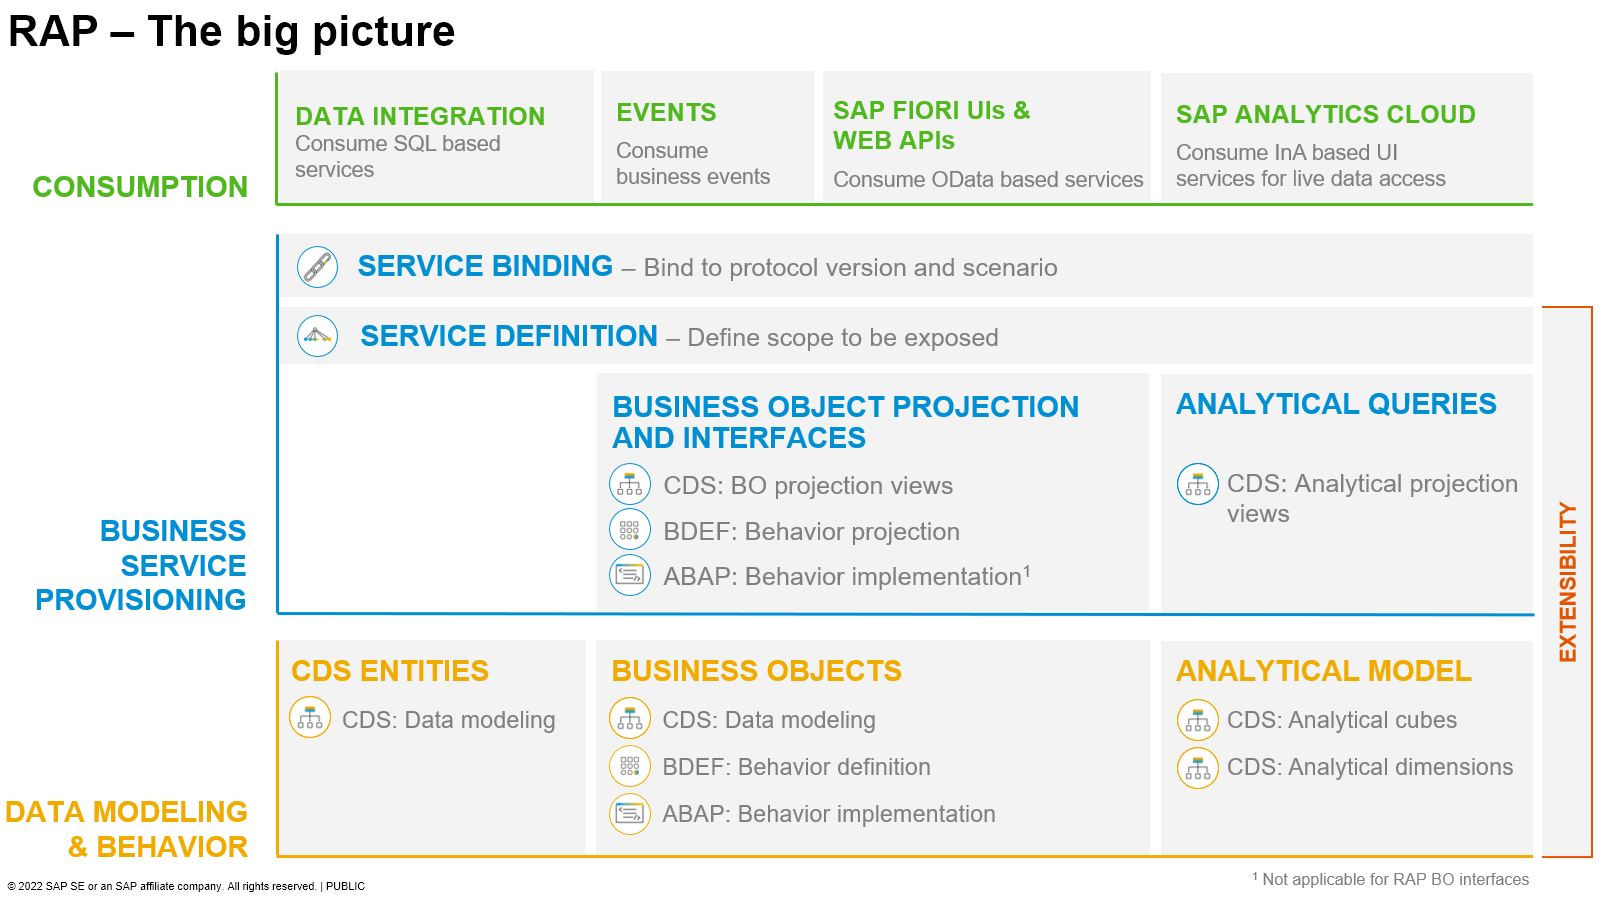 RAP – The big picture
CONSUMPTION
DATA INTEGRATION
Consume SQL based
services
EVENTS
Consume
business events
SAP FIORI UIs &
WEB APIs
Consume OData based services
SAP ANALYTICS CLOUD
Consume InA based UI
services for live data access
BUSINESS
SERVICE
PROVISIONING
SERVICE BINDING – Bind to protocol version and scenario
SERVICE DEFINITION – Define scope to be exposed
BUSINESS OBJECT PROJECTION
AND INTERFACES
CDS: BO projection views
BDEF: Behavior projection
ABAP: Behavior implementation¹
ANALYTICAL QUERIES
CDS: Analytical projection
views
EXTENSIBILITY
DATA MODELING
& BEHAVIOR
CDS ENTITIES
CDS: Data modeling
BUSINESS OBJECTS
CDS: Data modeling
BDEF: Behavior definition
ABAP: Behavior implementation
ANALYTICAL MODEL
CDS: Analytical cubes
CDS: Analytical dimensions
© 2022 SAP SE or an SAP affiliate company. All rights reserved. | PUBLIC
¹ Not applicable for RAP BO interfaces